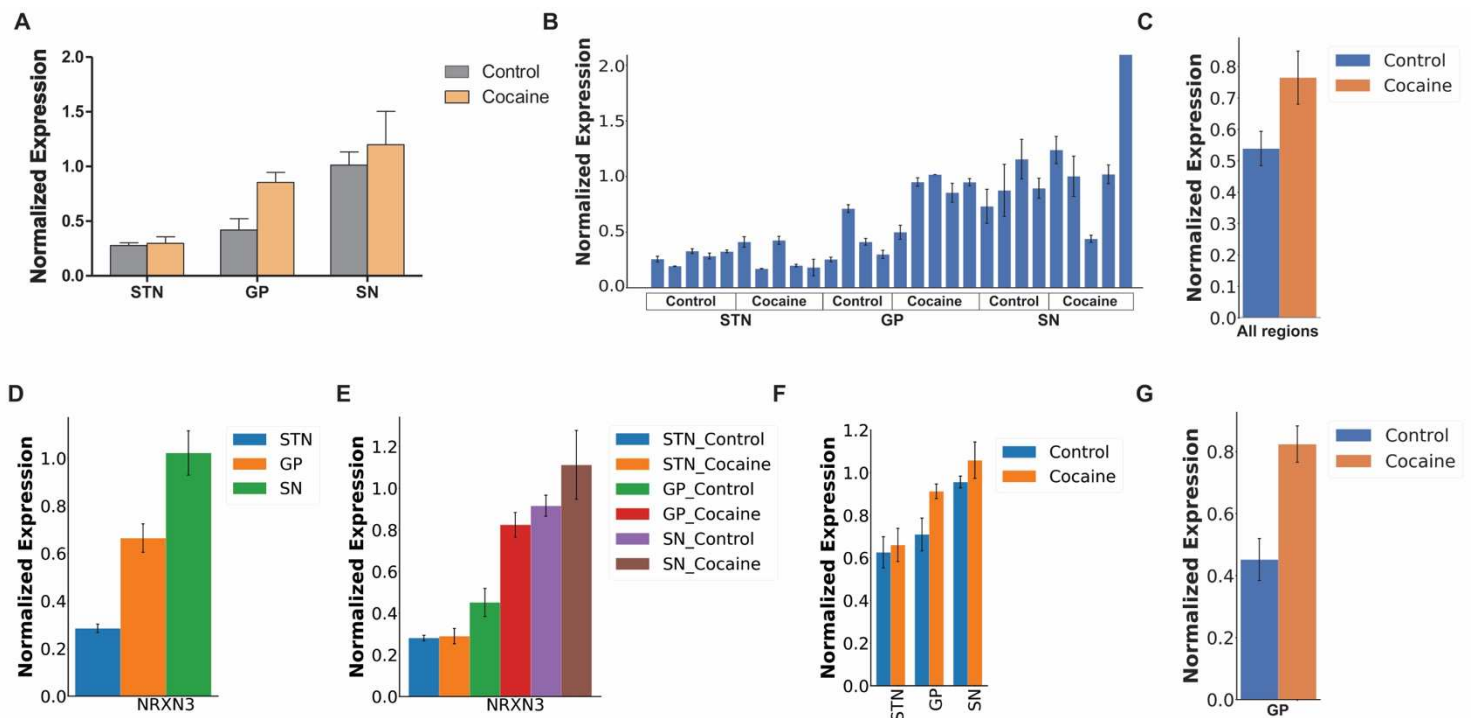 A
Normalized Expression
2.0
1.5
1.0
0.5
0.0
STN GP SN
Control
Cocaine
B
Normalized Expression
2.0
1.5
1.0
0.5
0.0
Control Cocaine Control Cocaine Control Cocaine
STN GP SN
C
Normalized Expression
0.8
0.7
0.6
0.5
0.4
0.3
0.2
0.1
0.0
All regions
Control
Cocaine
D
Normalized Expression
1.0
0.8
0.6
0.4
0.2
0.0
NRXN3
STN
GP
SN
E
Normalized Expression
1.2
1.0
0.8
0.6
0.4
0.2
0.0
NRXN3
STN_Control
STN_Cocaine
GP_Control
GP_Cocaine
SN_Control
SN_Cocaine
F
Normalized Expression
1.2
1.0
0.8
0.6
0.4
0.2
0.0
STN
GP
SN
Control
Cocaine
G
Normalized Expression
0.8
0.6
0.4
0.2
0.0
GP
Control
Cocaine